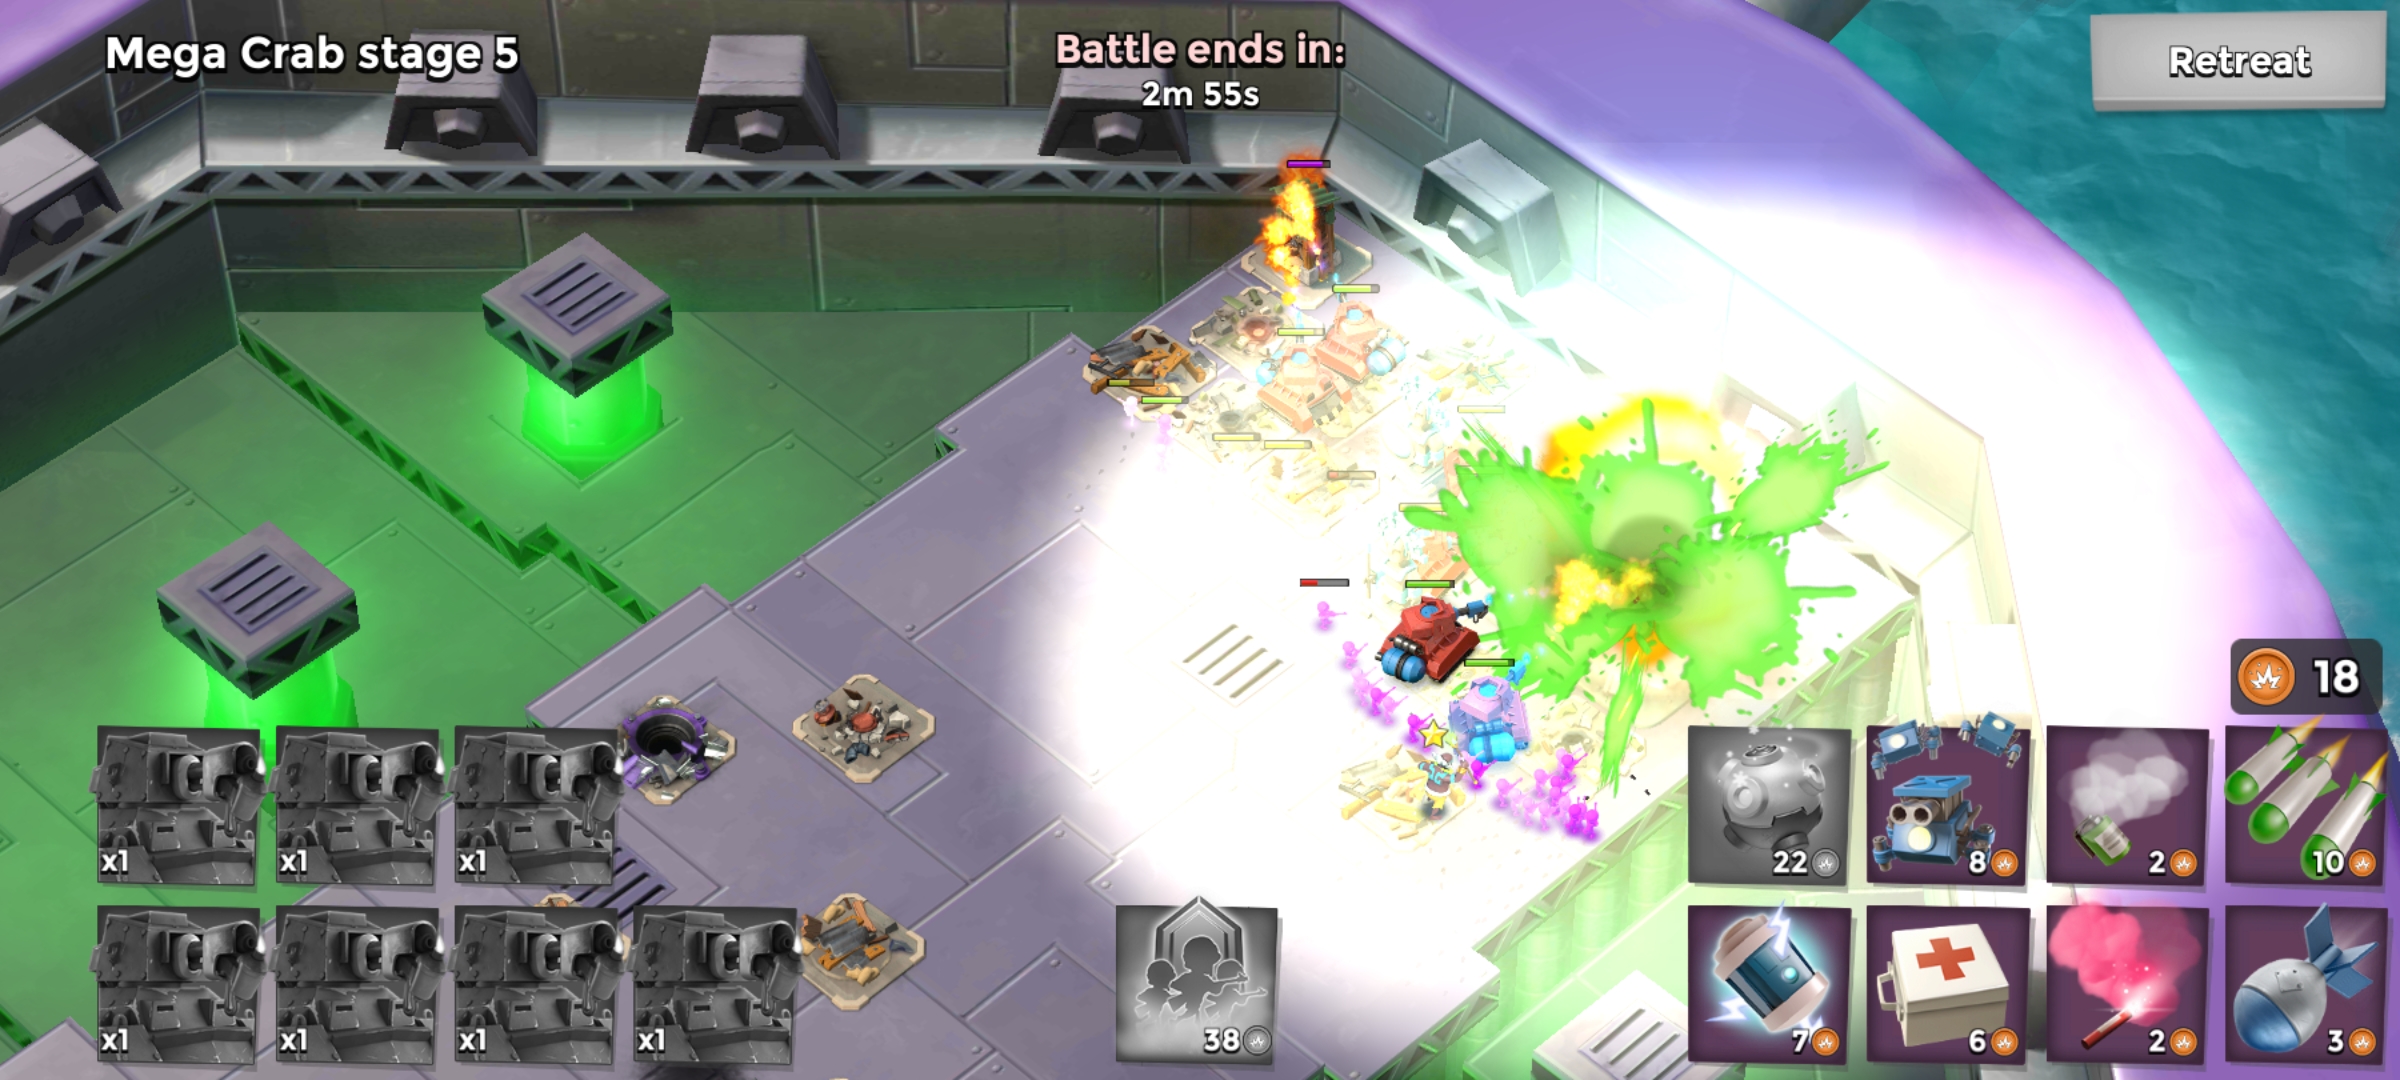 Mega Crab stage 5
Battle ends in:
2m 55s
Retreat
18
x1
x1
x1
22
8
2
10
x1
x1
x1
x1
38
7
6
2
3